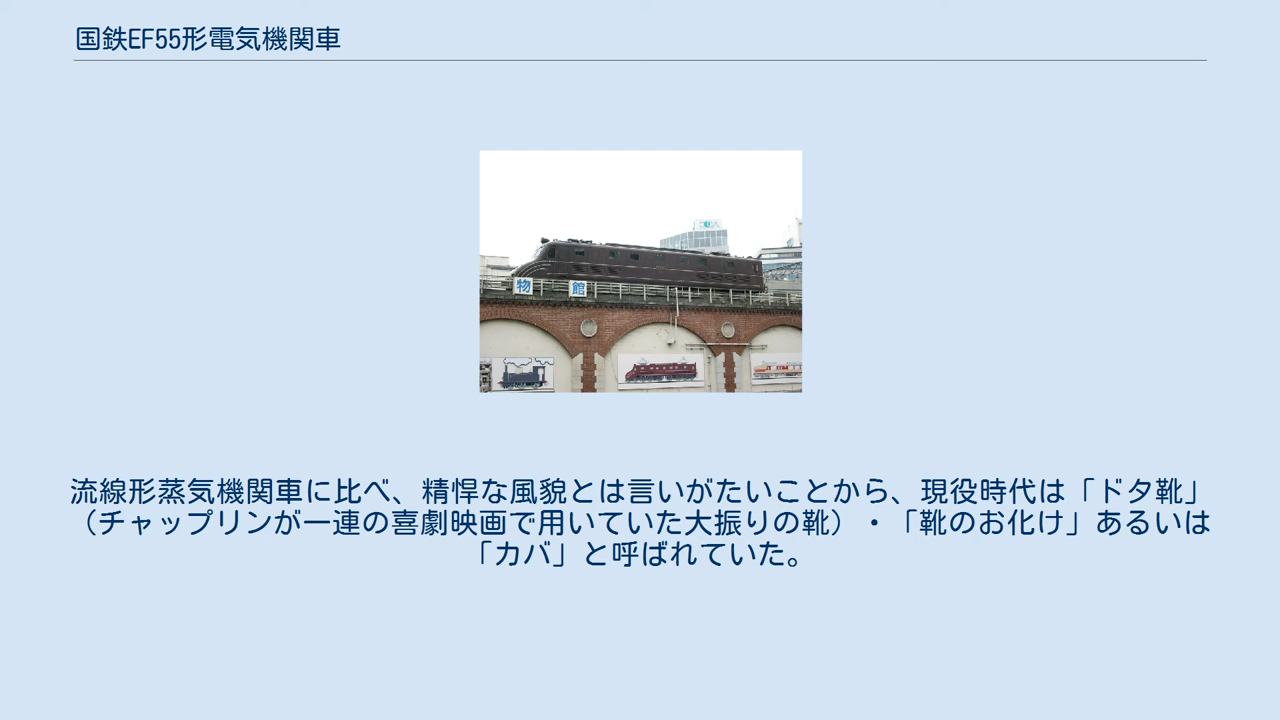 国鉄EF55形電気機関車
物 館
流線形蒸気機関車に比べ、精悍な風貌とは言いがたいことから、現役時代は「ドタ靴」
（チャップリンが一連の喜劇映画で用いていた大振りの靴）・「靴のお化け」あるいは
「カバ」と呼ばれていた。